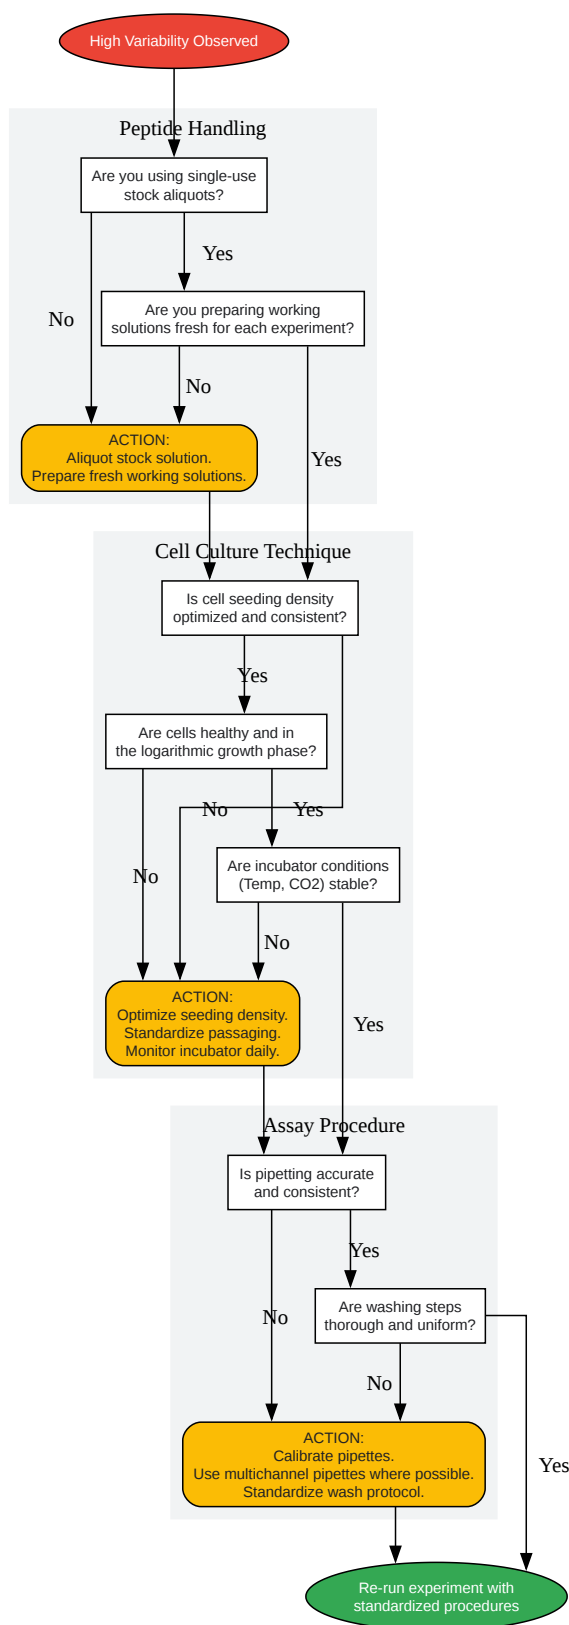 High Variability Observed
Peptide Handling
Are you using single-use
stock aliquots?
Yes
No
Are you preparing working
solutions fresh for each experiment?
No
Yes
ACTION:
Aliquot stock solution.
Prepare fresh working solutions.
Cell Culture Technique
Is cell seeding density
optimized and consistent?
Yes
Are cells healthy and in
the logarithmic growth phase?
No
Yes
No
Are incubator conditions
(Temp, CO2) stable?
No
Yes
ACTION:
Optimize seeding density.
Standardize passaging.
Monitor incubator daily.
Assay Procedure
Is pipetting accurate
and consistent?
Yes
No
Are washing steps
thorough and uniform?
No
Yes
ACTION:
Calibrate pipettes.
Use multichannel pipettes where possible.
Standardize wash protocol.
Re-run experiment with
standardized procedures